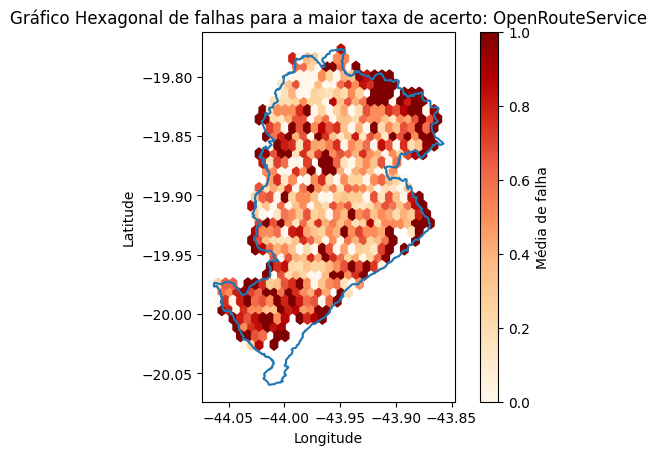 Gráfico Hexagonal de falhas para a maior taxa de acerto: OpenRouteService
−19.80
−19.85
−19.90
−19.95
−20.00
−20.05
Latitude
−44.05 −44.00 −43.95 −43.90 −43.85
Longitude
1.0
0.8
0.6
0.4
0.2
0.0
Média de falha